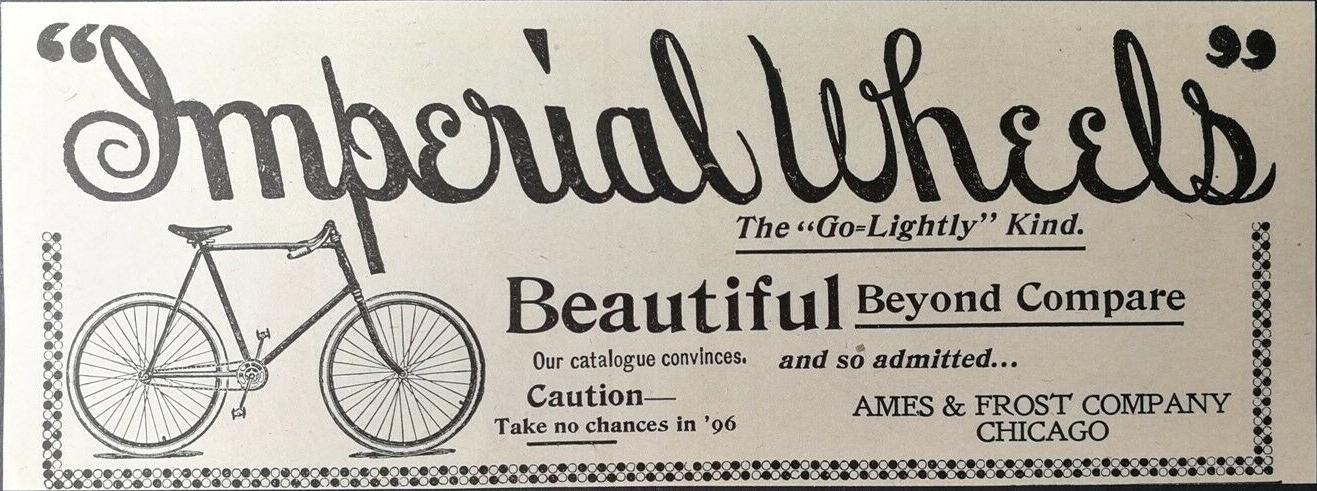 “Imperial Wheels”
The “Go-Lightly” Kind.
Beautiful Beyond Compare
Our catalogue convinces. and so admitted...
Caution—
Take no chances in ’96
AMES & FROST COMPANY
CHICAGO